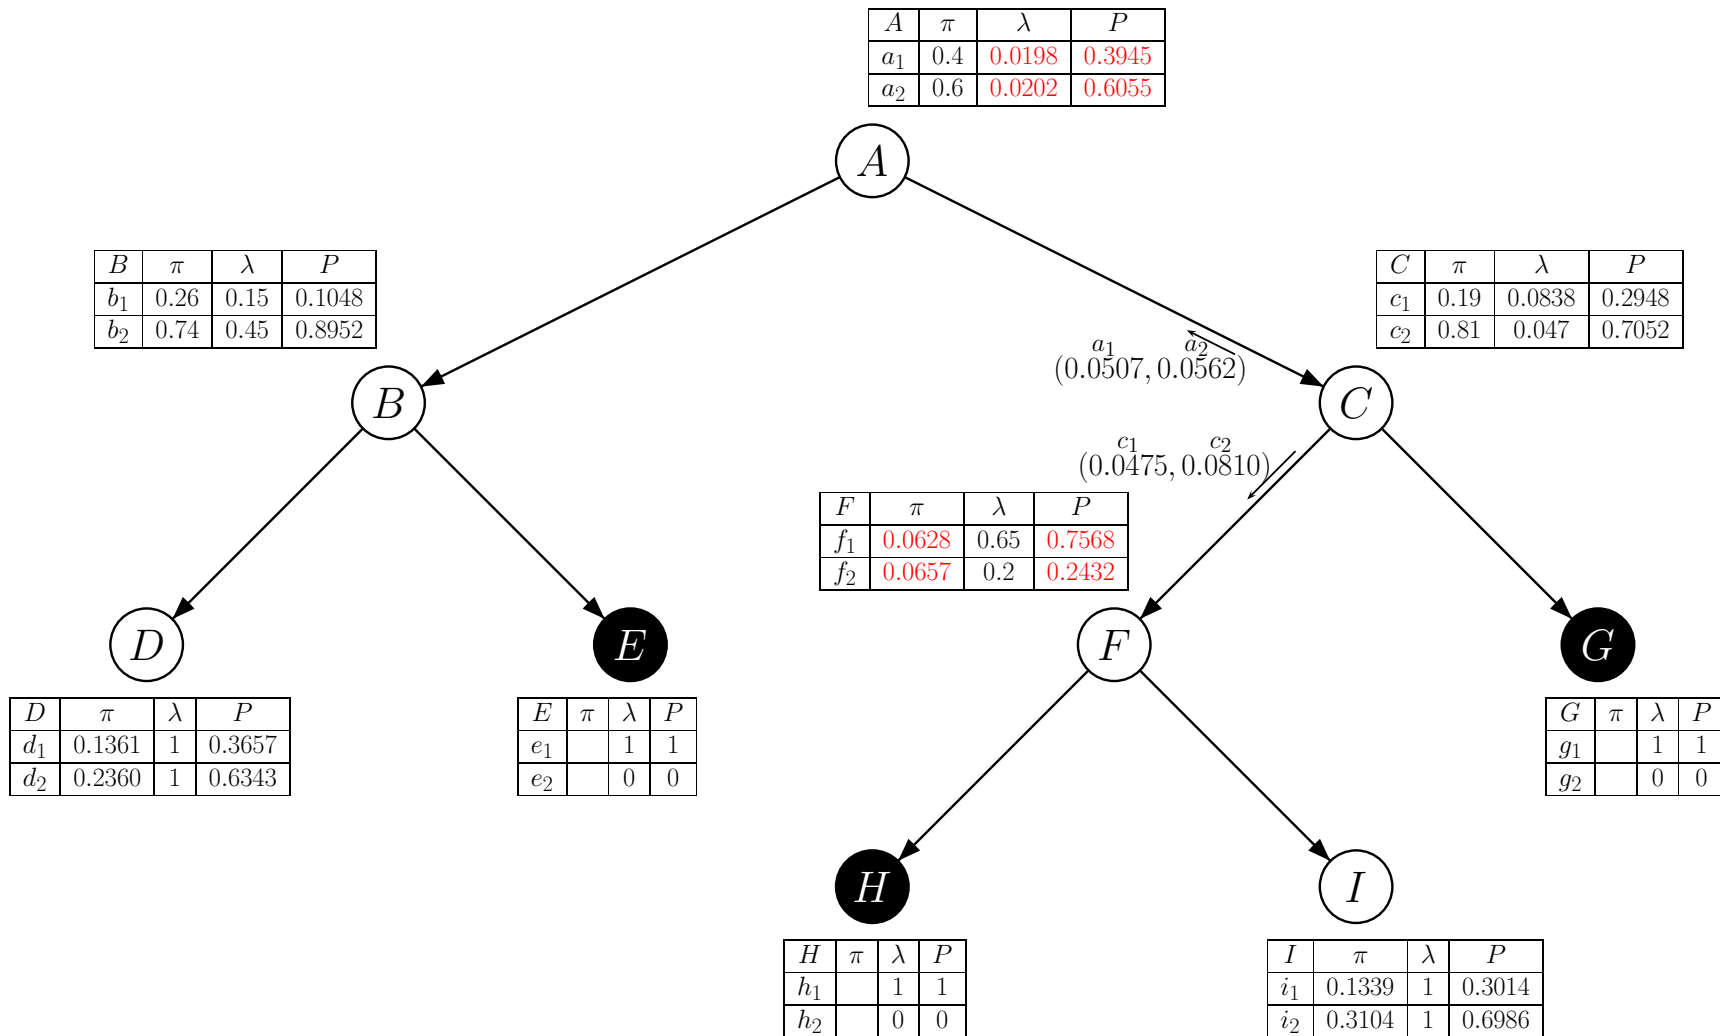 A π λ P
a₁ 0.4 0.0198 0.3945
a₂ 0.6 0.0202 0.6055
A
B π λ P
b₁ 0.26 0.15 0.1048
b₂ 0.74 0.45 0.8952
C π λ P
c₁ 0.19 0.0838 0.2948
c₂ 0.81 0.047 0.7052
a₁ a₂
(0.0507, 0.0562)
B
C
c₁ c₂
(0.0475, 0.0810)
F π λ P
f₁ 0.0628 0.65 0.7568
f₂ 0.0657 0.2 0.2432
D
E
F
G
D π λ P
d₁ 0.1361 1 0.3657
d₂ 0.2360 1 0.6343
E π λ P
e₁ 1 1
e₂ 0 0
G π λ P
g₁ 1 1
g₂ 0 0
H
I
H π λ P
h₁ 1 1
h₂ 0 0
I π λ P
i₁ 0.1339 1 0.3014
i₂ 0.3104 1 0.6986